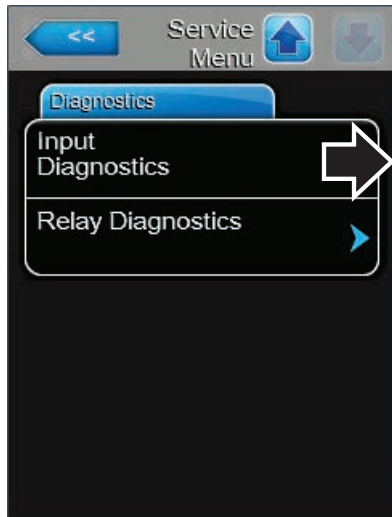 <<
Service
Menu
Diagnostics
Input
Diagnostics
Relay Diagnostics